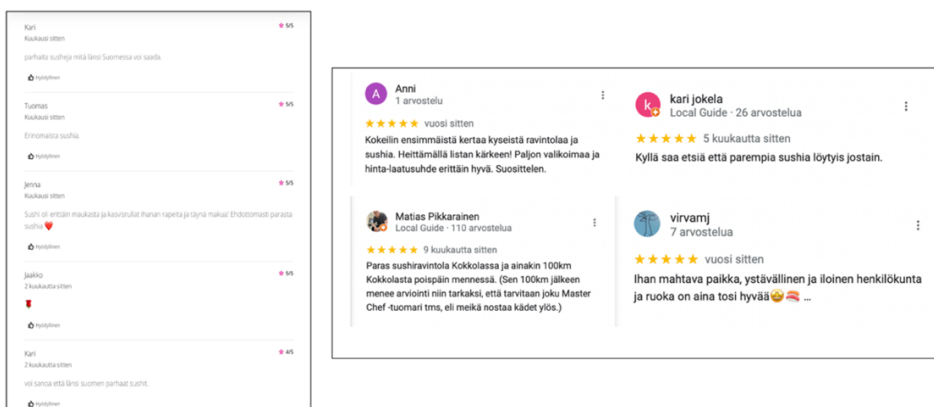 Kari
5/5
Kuukausi sitten
parhaita susheja mitä länsi Suomessa voi saada.
Hyödyllinen
Tuomas
5/5
Kuukausi sitten
Erinomaista sushia.
Hyödyllinen
Jenna
5/5
Kuukausi sitten
Sushi oli erittäin maukasta ja kasvisrullat ihanan rapeita ja täynä makua! Ehdottomasti parasta
sushia ❤️
Hyödyllinen
Jaakko
5/5
2 kuukautta sitten
🌹
Hyödyllinen
Kari
4/5
2 kuukautta sitten
voi sanoa että länsi suomen parhaat sushit.
Hyödyllinen
A
Anni
1 arvostelu
★★★★★ vuosi sitten
Kokeilin ensimmäistä kertaa kyseistä ravintolaa ja
sushia. Heittämällä listan kärkeen! Paljon valikoimaa ja
hinta-laatusuhde erittäin hyvä. Suosittelen.
k
kari jokela
Local Guide · 26 arvostelua
★★★★★ 5 kuukautta sitten
Kyllä saa etsiä että parempia sushia löytyis jostain.
Matias Pikkarainen
Local Guide · 110 arvostelua
★★★★★ 9 kuukautta sitten
Paras sushiravintola Kokkolassa ja ainakin 100km
Kokkolasta poispäin mennessä. (Sen 100km jälkeen
menee arviointi niin tarkaksi, että tarvitaan joku Master
Chef -tuomari tms, eli meikä nostaa kädet ylös.)
virvamj
7 arvostelua
★★★★★ vuosi sitten
Ihan mahtava paikka, ystävällinen ja iloinen henkilökunta
ja ruoka on aina tosi hyvää🤩🍣 ...